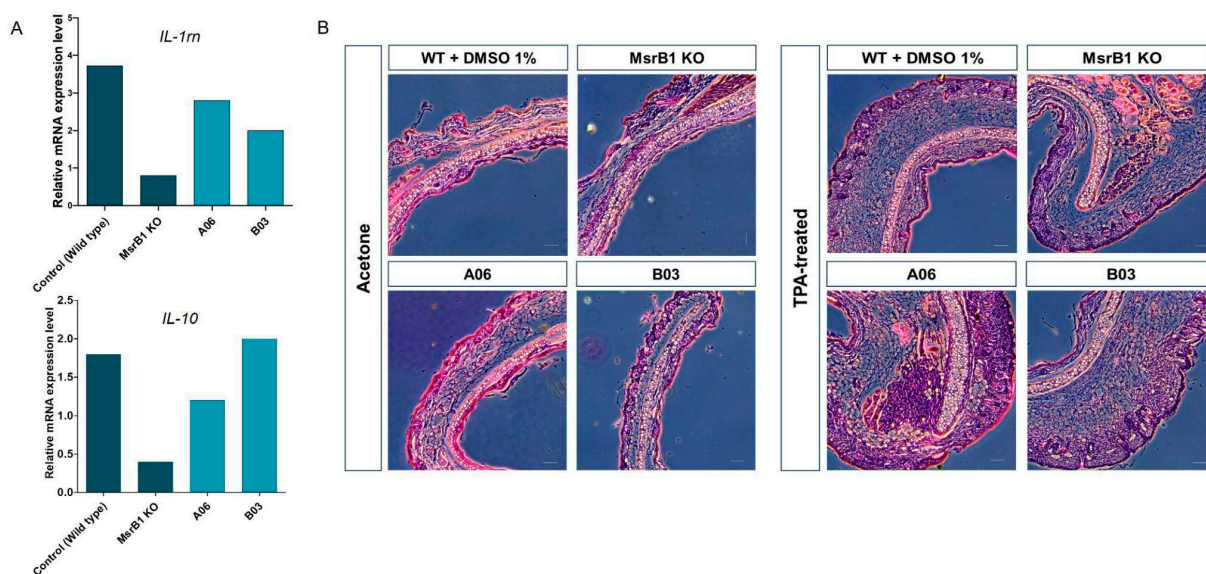 A
IL-1rn
Relative mRNA expression level
5
4
3
2
1
0
Control (Wild type)
MsrB1 KO
A06
B03
IL-10
Relative mRNA expression level
2.5
2.0
1.5
1.0
0.5
0.0
Control (Wild type)
MsrB1 KO
A06
B03
B
Acetone
WT + DMSO 1%
MsrB1 KO
A06
B03
TPA-treated
WT + DMSO 1%
MsrB1 KO
A06
B03